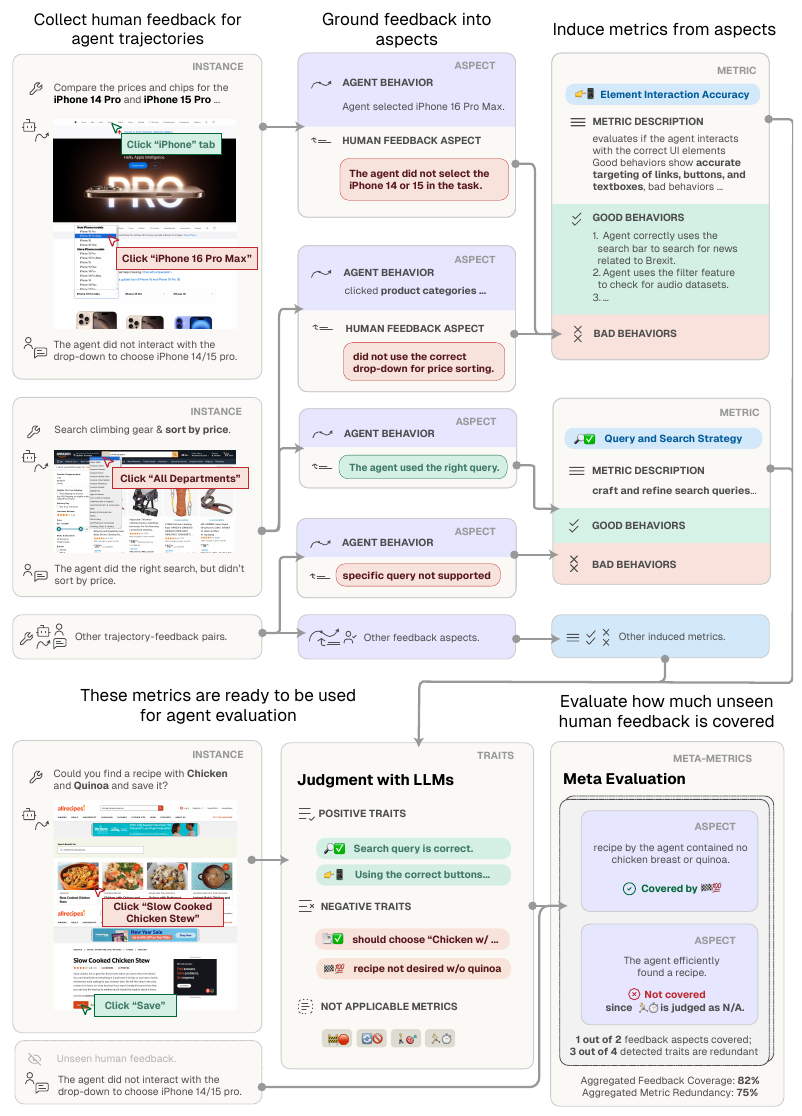 Collect human feedback for
agent trajectories
Ground feedback into
aspects
Induce metrics from aspects
INSTANCE
Compare the prices and chips for the
iPhone 14 Pro and iPhone 15 Pro ...
Click “iPhone” tab
Hello, Apple Intelligence.
PRO
Click “iPhone 16 Pro Max”
The agent did not interact with the
drop-down to choose iPhone 14/15 pro.
ASPECT
AGENT BEHAVIOR
Agent selected iPhone 16 Pro Max.
HUMAN FEEDBACK ASPECT
The agent did not select the
iPhone 14 or 15 in the task.
METRIC
Element Interaction Accuracy
METRIC DESCRIPTION
evaluates if the agent interacts
with the correct UI elements
Good behaviors show accurate
targeting of links, buttons, and
textboxes, bad behaviors ...
GOOD BEHAVIORS
1. Agent correctly uses the
search bar to search for news
related to Brexit.
2. Agent uses the filter feature
to check for audio datasets.
3. ...
BAD BEHAVIORS
ASPECT
AGENT BEHAVIOR
clicked product categories ...
HUMAN FEEDBACK ASPECT
did not use the correct
drop-down for price sorting.
INSTANCE
Search climbing gear & sort by price.
amazon
Click “All Departments”
The agent did the right search, but didn’t
sort by price.
ASPECT
AGENT BEHAVIOR
The agent used the right query.
ASPECT
AGENT BEHAVIOR
specific query not supported
METRIC
Query and Search Strategy
METRIC DESCRIPTION
craft and refine search queries...
GOOD BEHAVIORS
BAD BEHAVIORS
Other trajectory-feedback pairs.
Other feedback aspects.
Other induced metrics.
These metrics are ready to be used
for agent evaluation
Evaluate how much unseen
human feedback is covered
INSTANCE
Could you find a recipe with Chicken
and Quinoa and save it?
allrecipes
Click “Slow Cooked
Chicken Stew”
allrecipes
New Year Sale
Slow Cooked Chicken Stew
Click “Save”
Unseen human feedback.
The agent did not interact with the
drop-down to choose iPhone 14/15 pro.
TRAITS
Judgment with LLMs
POSITIVE TRAITS
Search query is correct.
Using the correct buttons...
NEGATIVE TRAITS
should choose “Chicken w/ ...
recipe not desired w/o quinoa
NOT APPLICABLE METRICS
META-METRICS
Meta Evaluation
ASPECT
recipe by the agent contained no
chicken breast or quinoa.
Covered by 🏁💯
ASPECT
The agent efficiently
found a recipe.
Not covered
since 🏃⏱ is judged as N.A.
1 out of 2 feedback aspects covered;
3 out of 4 detected traits are redundant
Aggregated Feedback Coverage: 82%
Aggregated Metric Redundancy: 75%